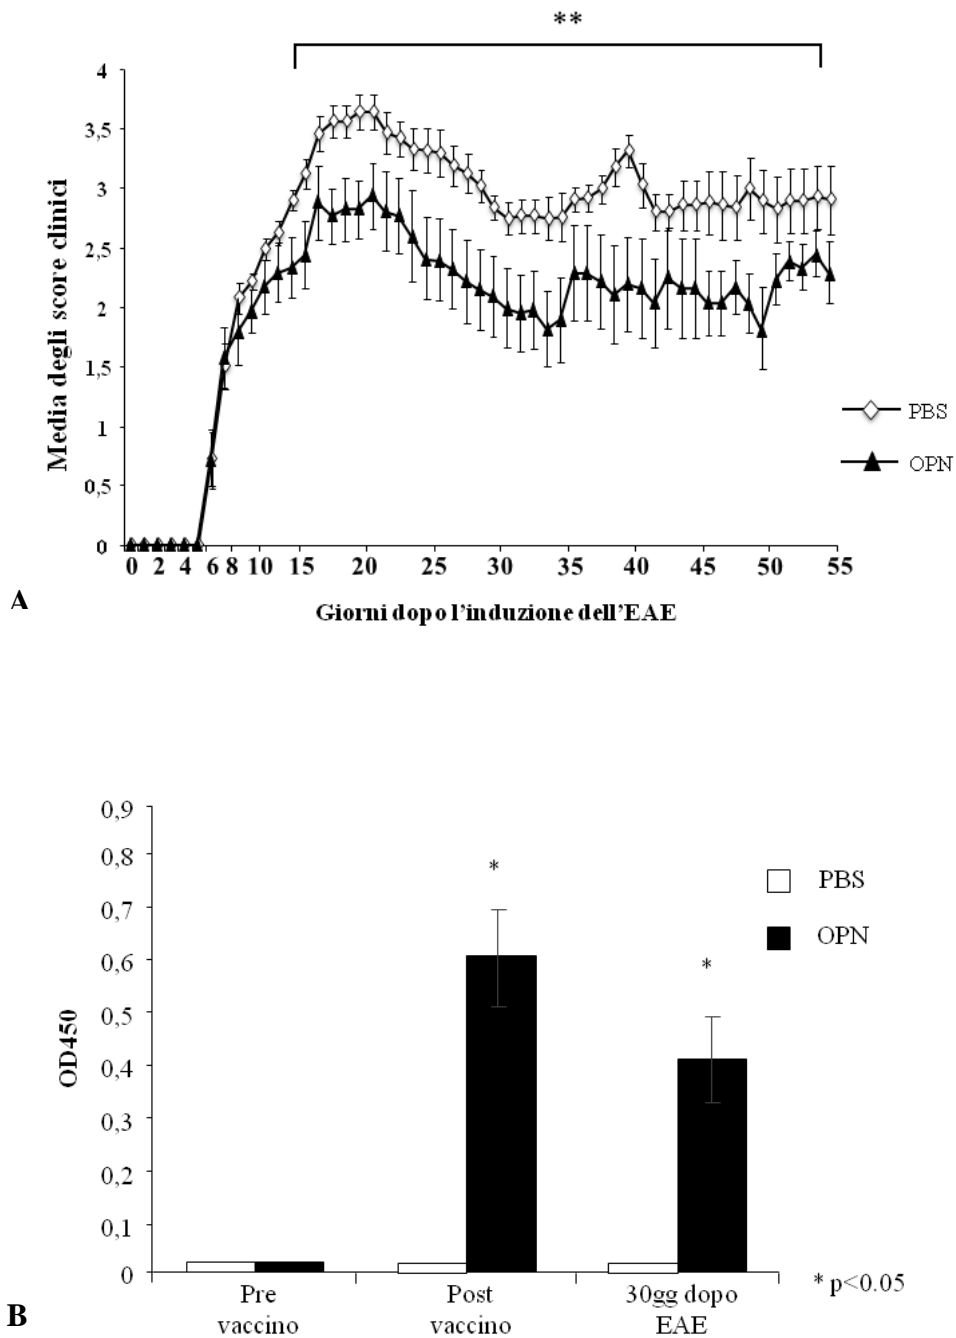 **
4
3,5
3
2,5
2
1,5
1
0,5
0
Media degli score clinici
PBS
OPN
0 2 4 6 8 10 15 20 25 30 35 40 45 50 55
A
Giorni dopo l'induzione dell'EAE
0,9
0,8
0,7
0,6
0,5
0,4
0,3
0,2
0,1
0
OD450
*
*
PBS
OPN
Pre vaccino
Post vaccino
30gg dopo EAE
* p<0.05
B